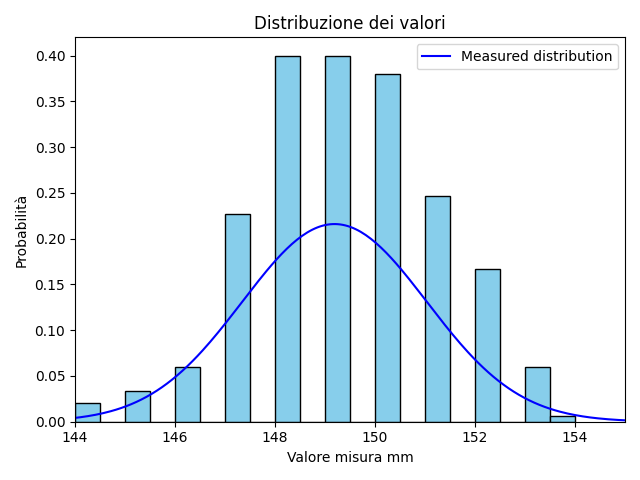 Distribuzione dei valori
Measured distribution
Probabilità
0.40
0.35
0.30
0.25
0.20
0.15
0.10
0.05
0.00
144 146 148 150 152 154
Valore misura mm